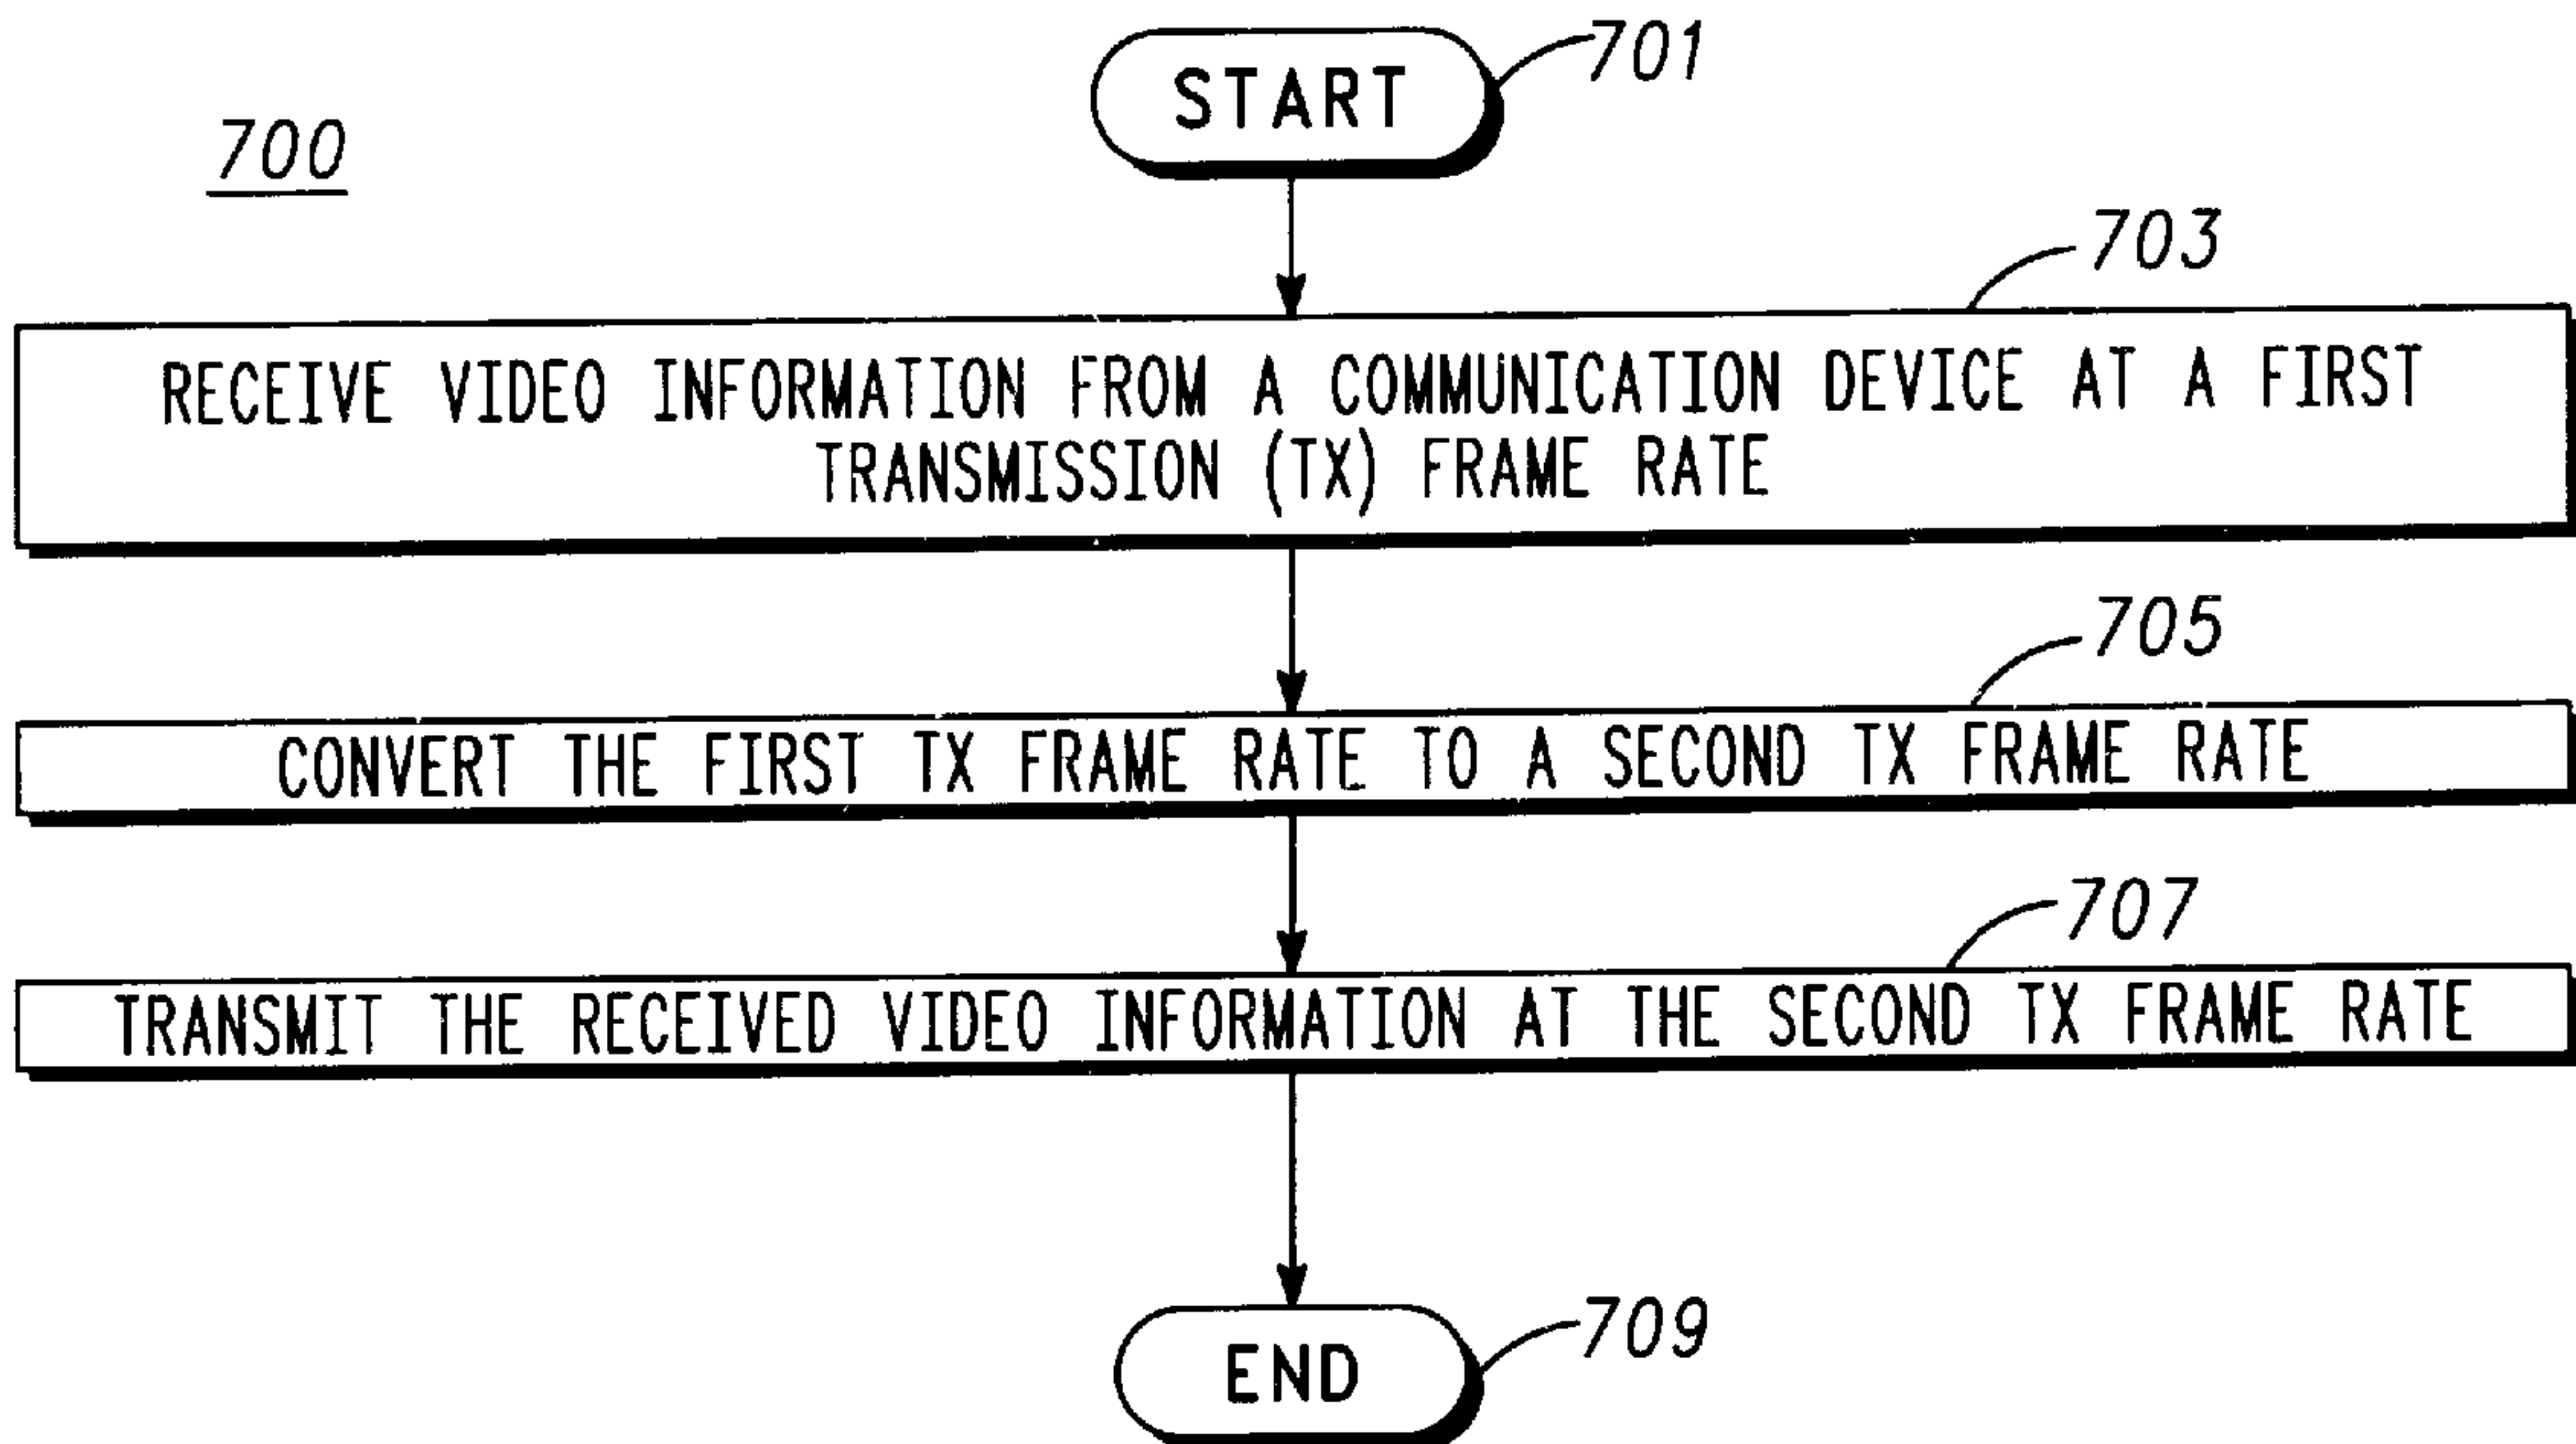 START
701
700
703
RECEIVE VIDEO INFORMATION FROM A COMMUNICATION DEVICE AT A FIRST
TRANSMISSION (TX) FRAME RATE
705
CONVERT THE FIRST TX FRAME RATE TO A SECOND TX FRAME RATE
707
TRANSMIT THE RECEIVED VIDEO INFORMATION AT THE SECOND TX FRAME RATE
END
709